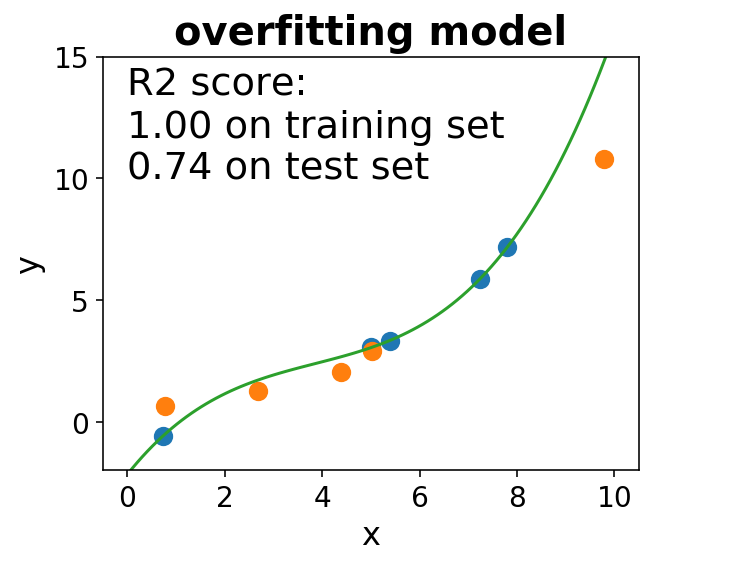 overfitting model
R2 score:
1.00 on training set
0.74 on test set
15
10
5
0
y
0 2 4 6 8 10
x